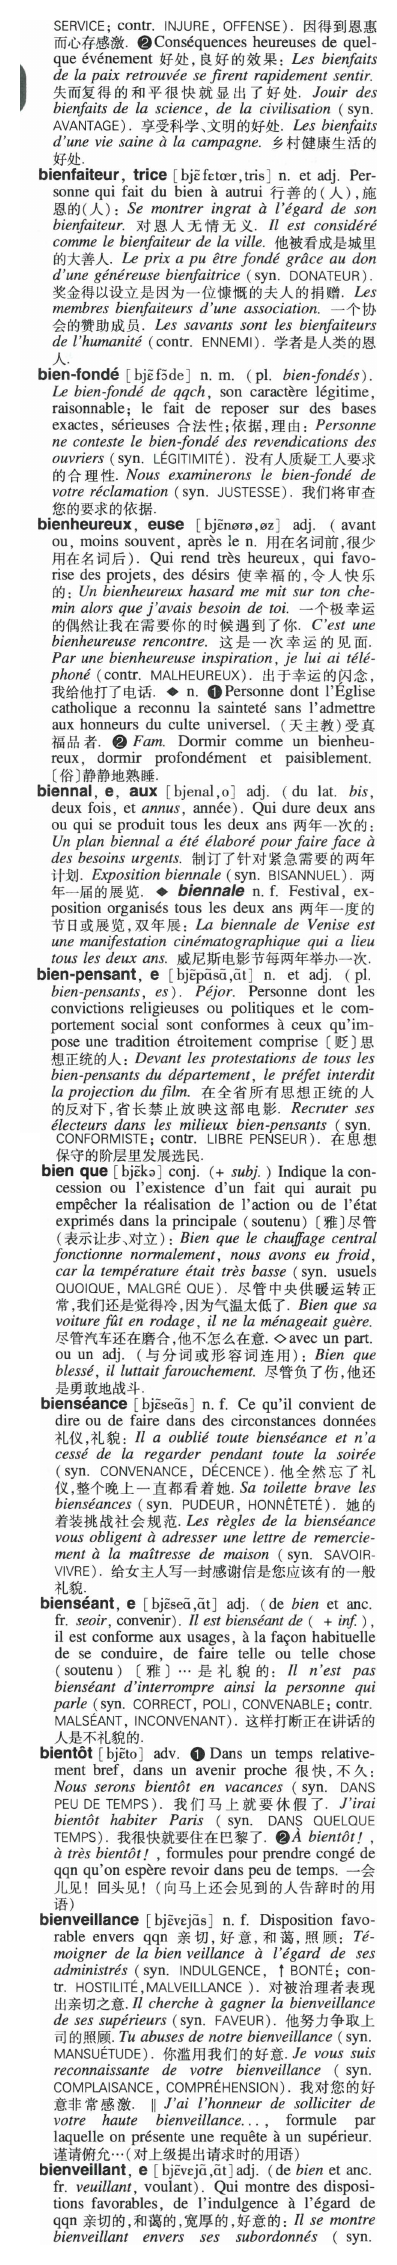 SERVICE; contr. INJURE, OFFENSE). 因得到恩惠
而心存感激. ❷Conséquences heureuses de quel-
que événement 好处,良好的效果: Les bienfaits
de la paix retrouvée se firent rapidement sentir.
失而复得的和平很快就显出了好处. Jouir des
bienfaits de la science, de la civilisation (syn.
AVANTAGE). 享受科学、文明的好处. Les bienfaits
d'une vie saine à la campagne. 乡村健康生活的
好处.
bienfaiteur, trice [bjɛ̃fɛtœr,tris] n. et adj. Per-
sonne qui fait du bien à autrui 行善的(人),施
恩的(人): Se montrer ingrat à l'égard de son
bienfaiteur. 对恩人无情无义. Il est considéré
comme le bienfaiteur de la ville. 他被看成是城里
的大善人. Le prix a pu être fondé grâce au don
d'une généreuse bienfaitrice (syn. DONATEUR).
奖金得以设立是因为一位慷慨的夫人的捐赠. Les
membres bienfaiteurs d'une association. 一个协
会的赞助成员. Les savants sont les bienfaiteurs
de l'humanité (contr. ENNEMI). 学者是人类的恩
人.
bien-fondé [bjɛ̃fɔ̃de] n. m. (pl. bien-fondés).
Le bien-fondé de qqch, son caractère légitime,
raisonnable; le fait de reposer sur des bases
exactes, sérieuses 合法性;依据,理由: Personne
ne conteste le bien-fondé des revendications des
ouvriers (syn. LÉGITIMITÉ). 没有人质疑工人要求
的合理性. Nous examinerons le bien-fondé de
votre réclamation (syn. JUSTESSE). 我们将审查
您的要求的依据.
bienheureux, euse [bjɛ̃nørø,øz] adj. (avant
ou, moins souvent, après le n. 用在名词前,很少
用在名词后). Qui rend très heureux, qui favo-
rise des projets, des désirs 使幸福的,令人快乐
的: Un bienheureux hasard me mit sur ton che-
min alors que j'avais besoin de toi. 一个极幸运
的偶然让我在需要你的时候遇到了你. C'est une
bienheureuse rencontre. 这是一次幸运的见面.
Par une bienheureuse inspiration, je lui ai télé-
phoné (contr. MALHEUREUX). 出于幸运的闪念,
我给他打了电话. ◆ n. ❶Personne dont l'Église
catholique a reconnu la sainteté sans l'admettre
aux honneurs du culte universel. (天主教)受真
福品者. ❷ Fam. Dormir comme un bienheu-
reux, dormir profondément et paisiblement.
〔俗〕静静地熟睡.
biennal, e, aux [bjenal,o] adj. (du lat. bis,
deux fois, et annus, année). Qui dure deux ans
ou qui se produit tous les deux ans 两年一次的:
Un plan biennal a été élaboré pour faire face à
des besoins urgents. 制订了针对紧急需要的两年
计划. Exposition biennale (syn. BISANNUEL). 两
年一届的展览. ◆ biennale n. f. Festival, ex-
position organisés tous les deux ans 两年一度的
节日或展览,双年展: La biennale de Venise est
une manifestation cinématographique qui a lieu
tous les deux ans. 威尼斯电影节每两年举办一次.
bien-pensant, e [bjɛ̃pɑ̃sɑ̃,ɑ̃t] n. et adj. (pl.
bien-pensants, es). Péjor. Personne dont les
convictions religieuses ou politiques et le com-
portement social sont conformes à ceux qu'im-
pose une tradition étroitement comprise〔贬〕思
想正统的人: Devant les protestations de tous les
bien-pensants du département, le préfet interdit
la projection du film. 在全省所有思想正统的人
的反对下,省长禁止放映这部电影. Recruter ses
électeurs dans les milieux bien-pensants (syn.
CONFORMISTE; contr. LIBRE PENSEUR). 在思想
保守的阶层里发展选民.
bien que [bjɛ̃kə] conj. (+ subj.) Indique la con-
cession ou l'existence d'un fait qui aurait pu
empêcher la réalisation de l'action ou de l'état
exprimés dans la principale (soutenu)〔雅〕尽管
(表示让步、对立): Bien que le chauffage central
fonctionne normalement, nous avons eu froid,
car la température était très basse (syn. usuels
QUOIQUE, MALGRÉ QUE). 尽管中央供暖运转正
常,我们还是觉得冷,因为气温太低了. Bien que sa
voiture fût en rodage, il ne la ménageait guère.
尽管汽车还在磨合,他不怎么在意. ◇avec un part.
ou un adj. (与分词或形容词连用): Bien que
blessé, il luttait farouchement. 尽管负了伤,他还
是勇敢地战斗.
bienséance [bjɛ̃seɑ̃s] n. f. Ce qu'il convient de
dire ou de faire dans des circonstances données
礼仪,礼貌: Il a oublié toute bienséance et n'a
cessé de la regarder pendant toute la soirée
(syn. CONVENANCE, DÉCENCE). 他全然忘了礼
仪,整个晚上一直都看着她. Sa toilette brave les
bienséances (syn. PUDEUR, HONNÊTETÉ). 她的
着装挑战社会规范. Les règles de la bienséance
vous obligent à adresser une lettre de remercie-
ment à la maîtresse de maison (syn. SAVOIR-
VIVRE). 给女主人写一封感谢信是您应该有的一般
礼貌.
bienséant, e [bjɛ̃seɑ̃,ɑ̃t] adj. (de bien et anc.
fr. seoir, convenir). Il est bienséant de (+ inf.),
il est conforme aux usages, à la façon habituelle
de se conduire, de faire telle ou telle chose
(soutenu)〔雅〕…是礼貌的: Il n'est pas
bienséant d'interrompre ainsi la personne qui
parle (syn. CORRECT, POLI, CONVENABLE; contr.
MALSÉANT, INCONVENANT). 这样打断正在讲话的
人是不礼貌的.
bientôt [bjɛ̃to] adv. ❶ Dans un temps relative-
ment bref, dans un avenir proche 很快,不久:
Nous serons bientôt en vacances (syn. DANS
PEU DE TEMPS). 我们马上就要休假了. J'irai
bientôt habiter Paris (syn. DANS QUELQUE
TEMPS). 我很快就要住在巴黎了. ❷À bientôt!,
à très bientôt!, formules pour prendre congé de
qqn qu'on espère revoir dans peu de temps. 一会
儿见! 回头见! (向马上还会见到的人告辞时的用
语)
bienveillance [bjɛ̃vɛjɑ̃s] n. f. Disposition favo-
rable envers qqn 亲切,好意,和蔼,照顾: Té-
moigner de la bien veillance à l'égard de ses
administrés (syn. INDULGENCE, ↑BONTÉ; con-
tr. HOSTILITÉ,MALVEILLANCE). 对被治理者表现
出亲切之意. Il cherche à gagner la bienveillance
de ses supérieurs (syn. FAVEUR). 他努力争取上
司的照顾. Tu abuses de notre bienveillance (syn.
MANSUÉTUDE). 你滥用我们的好意. Je vous suis
reconnaissante de votre bienveillance (syn.
COMPLAISANCE, COMPRÉHENSION). 我对您的好
意非常感激. ‖ J'ai l'honneur de solliciter de
votre haute bienveillance..., formule par
laquelle on présente une requête à un supérieur.
谨请俯允…(对上级提出请求时的用语)
bienveillant, e [bjɛ̃vɛjɑ̃,ɑ̃t] adj. (de bien et anc.
fr. veuillant, voulant). Qui montre des disposi-
tions favorables, de l'indulgence à l'égard de
qqn 亲切的,和蔼的,宽厚的,好意的: Il se montre
bienveillant envers ses subordonnés (syn.